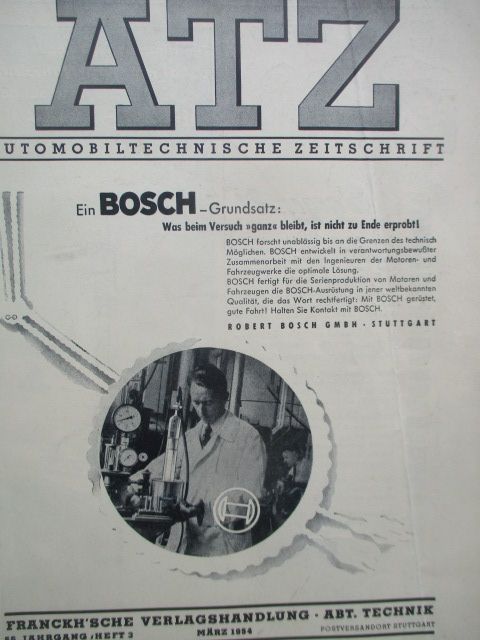 ATZ
UTOMOBILTECHNISCHE ZEITSCHRIFT
Ein BOSCH – Grundsatz:
Was beim Versuch »ganz« bleibt, ist nicht zu Ende erprobt!
BOSCH forscht unablässig bis an die Grenzen des technisch
Möglichen. BOSCH entwickelt in verantwortungsbewußter
Zusammenarbeit mit den Ingenieuren der Motoren- und
Fahrzeugwerke die optimale Lösung.
BOSCH fertigt für die Serienproduktion von Motoren und
Fahrzeugen die BOSCH-Ausrüstung in jener weltbekannten
Qualität, die das Wort rechtfertigt: Mit BOSCH gerüstet,
gute Fahrt! Halten Sie Kontakt mit BOSCH.
ROBERT BOSCH GMBH · STUTTGART
FRANCKH'SCHE VERLAGSHANDLUNG · ABT. TECHNIK
JAHRGANG / HEFT 3 MÄRZ 1954 POSTVERSANDORT STUTTGART